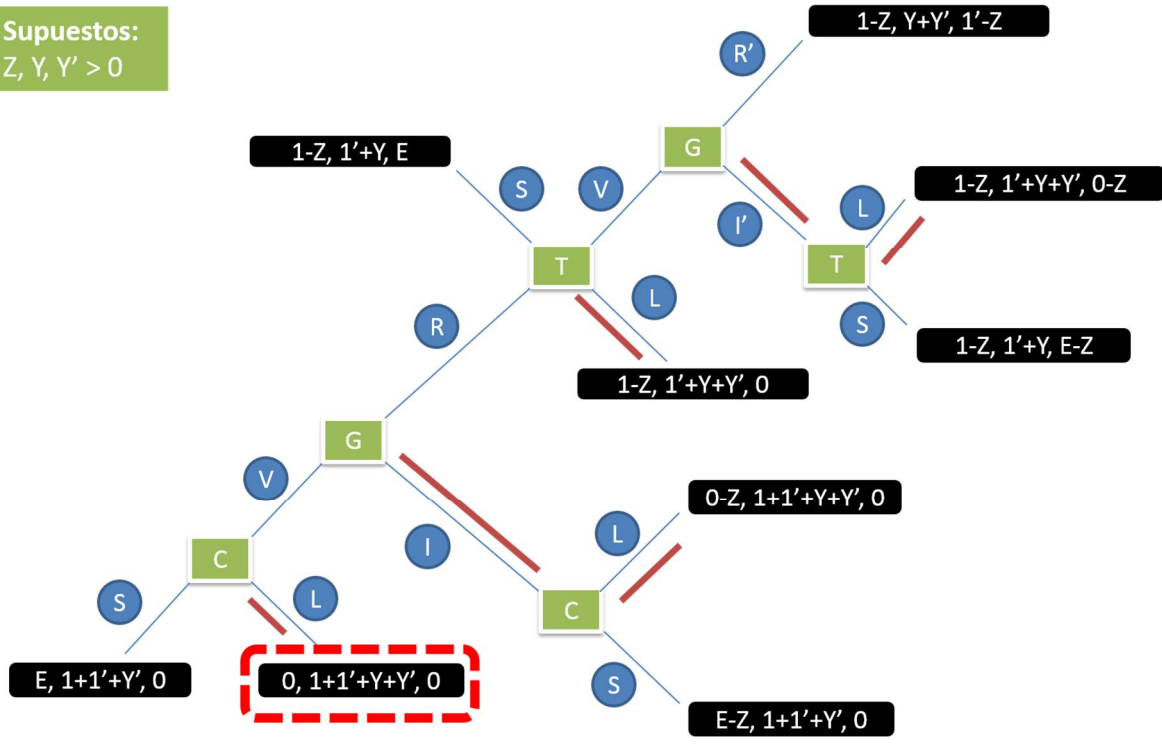 Supuestos:
Z, Y, Y' > 0
1-Z, Y+Y', 1'-Z
R'
G
1-Z, 1'+Y, E
S
V
I'
L
1-Z, 1'+Y+Y', 0-Z
T
T
L
S
1-Z, 1'+Y, E-Z
R
1-Z, 1'+Y+Y', 0
G
V
I
L
0-Z, 1+1'+Y+Y', 0
C
S
L
C
E, 1+1'+Y', 0
0, 1+1'+Y+Y', 0
S
E-Z, 1+1'+Y', 0